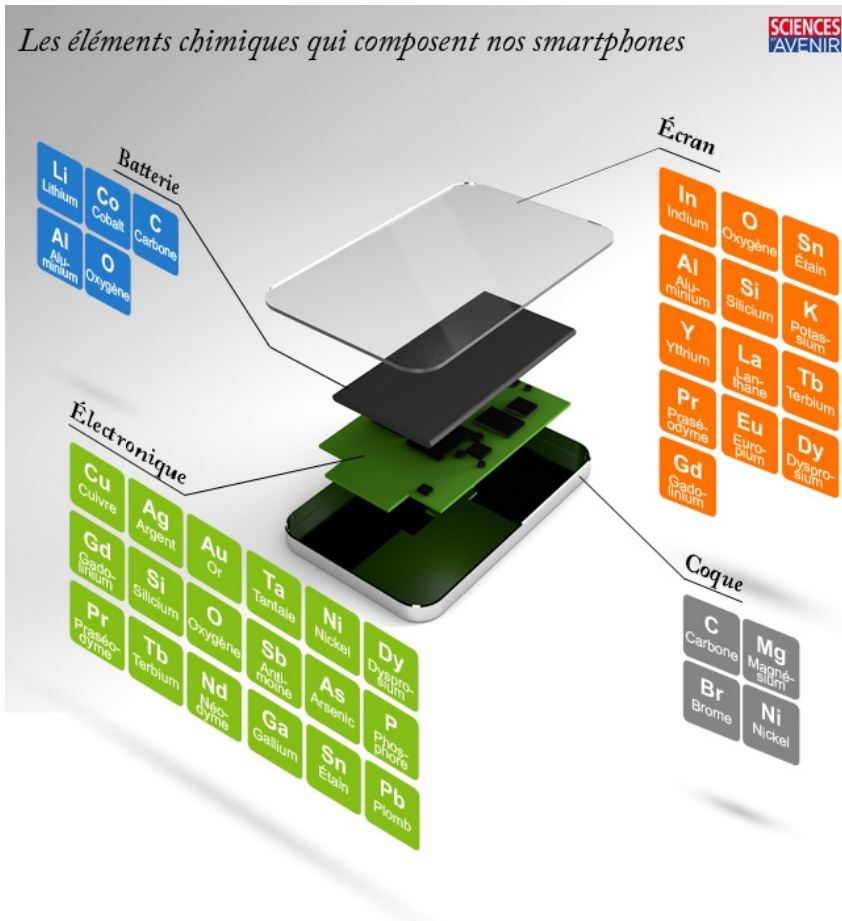 Les éléments chimiques qui composent nos smartphones
SCIENCES
ET AVENIR
Batterie
Li
Lithium
Co
Cobalt
C
Carbone
Al
Alu-
minium
O
Oxygène
Écran
In
Indium
O
Oxygène
Sn
Étain
Al
Alu-
minium
Si
Silicium
K
Potas-
sium
Y
Yttrium
La
Lan-
thane
Tb
Terbium
Pr
Prasé-
odyme
Eu
Euro-
pium
Dy
Dyspro-
sium
Gd
Gado-
linium
Électronique
Cu
Cuivre
Ag
Argent
Au
Or
Ta
Tantale
Ni
Nickel
Dy
Dyspro-
sium
Gd
Gado-
linium
Si
Silicium
O
Oxygène
Sb
Anti-
moine
As
Arsenic
P
Phos-
phore
Pr
Praséo-
dyme
Tb
Terbium
Nd
Néo-
dyme
Ga
Gallium
Sn
Étain
Pb
Plomb
Coque
C
Carbone
Mg
Magné-
sium
Br
Brome
Ni
Nickel